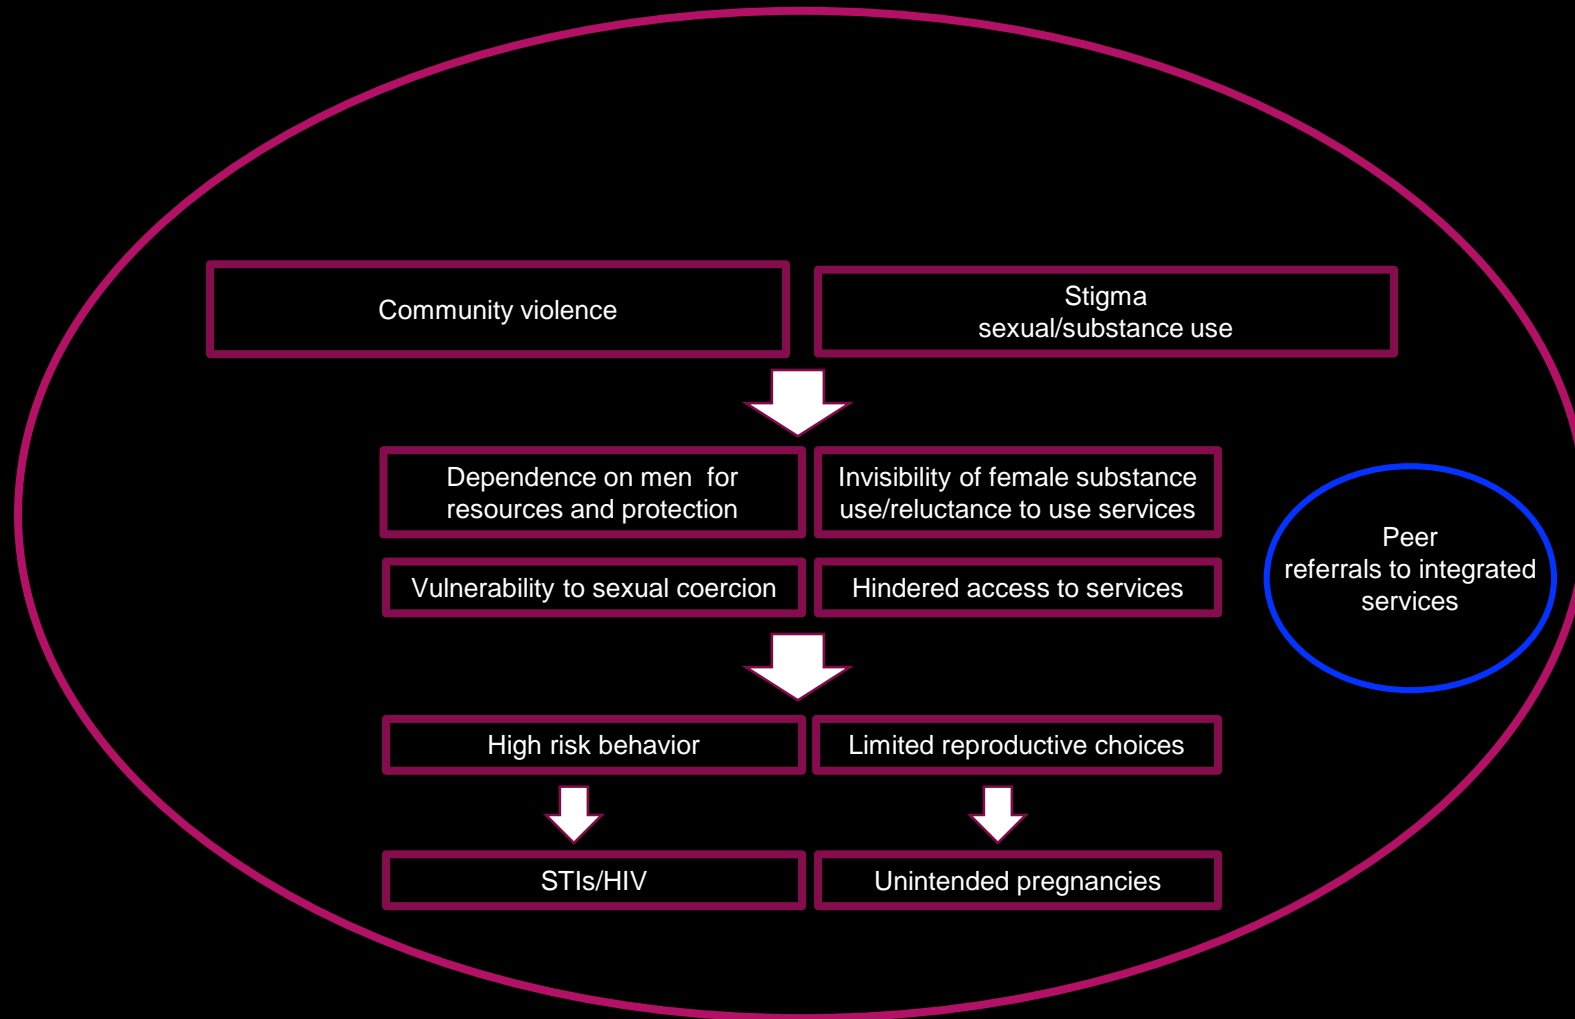 Community violence
Stigma
sexual/substance use
Dependence on men  for
resources and protection
Invisibility of female substance
use/reluctance to use services
Vulnerability to sexual coercion
Hindered access to services
Peer
referrals to integrated
services
High risk behavior
Limited reproductive choices
STIs/HIV
Unintended pregnancies